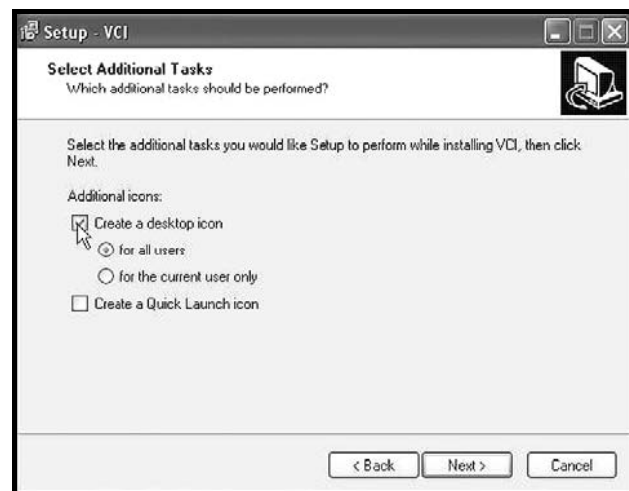 Setup - VCI
Select Additional Tasks
Which additional tasks should be performed?
Select the additional tasks you would like Setup to perform while installing VCI, then click
Next.
Additional icons:
Create a desktop icon
for all users
for the current user only
Create a Quick Launch icon
< Back Next > Cancel